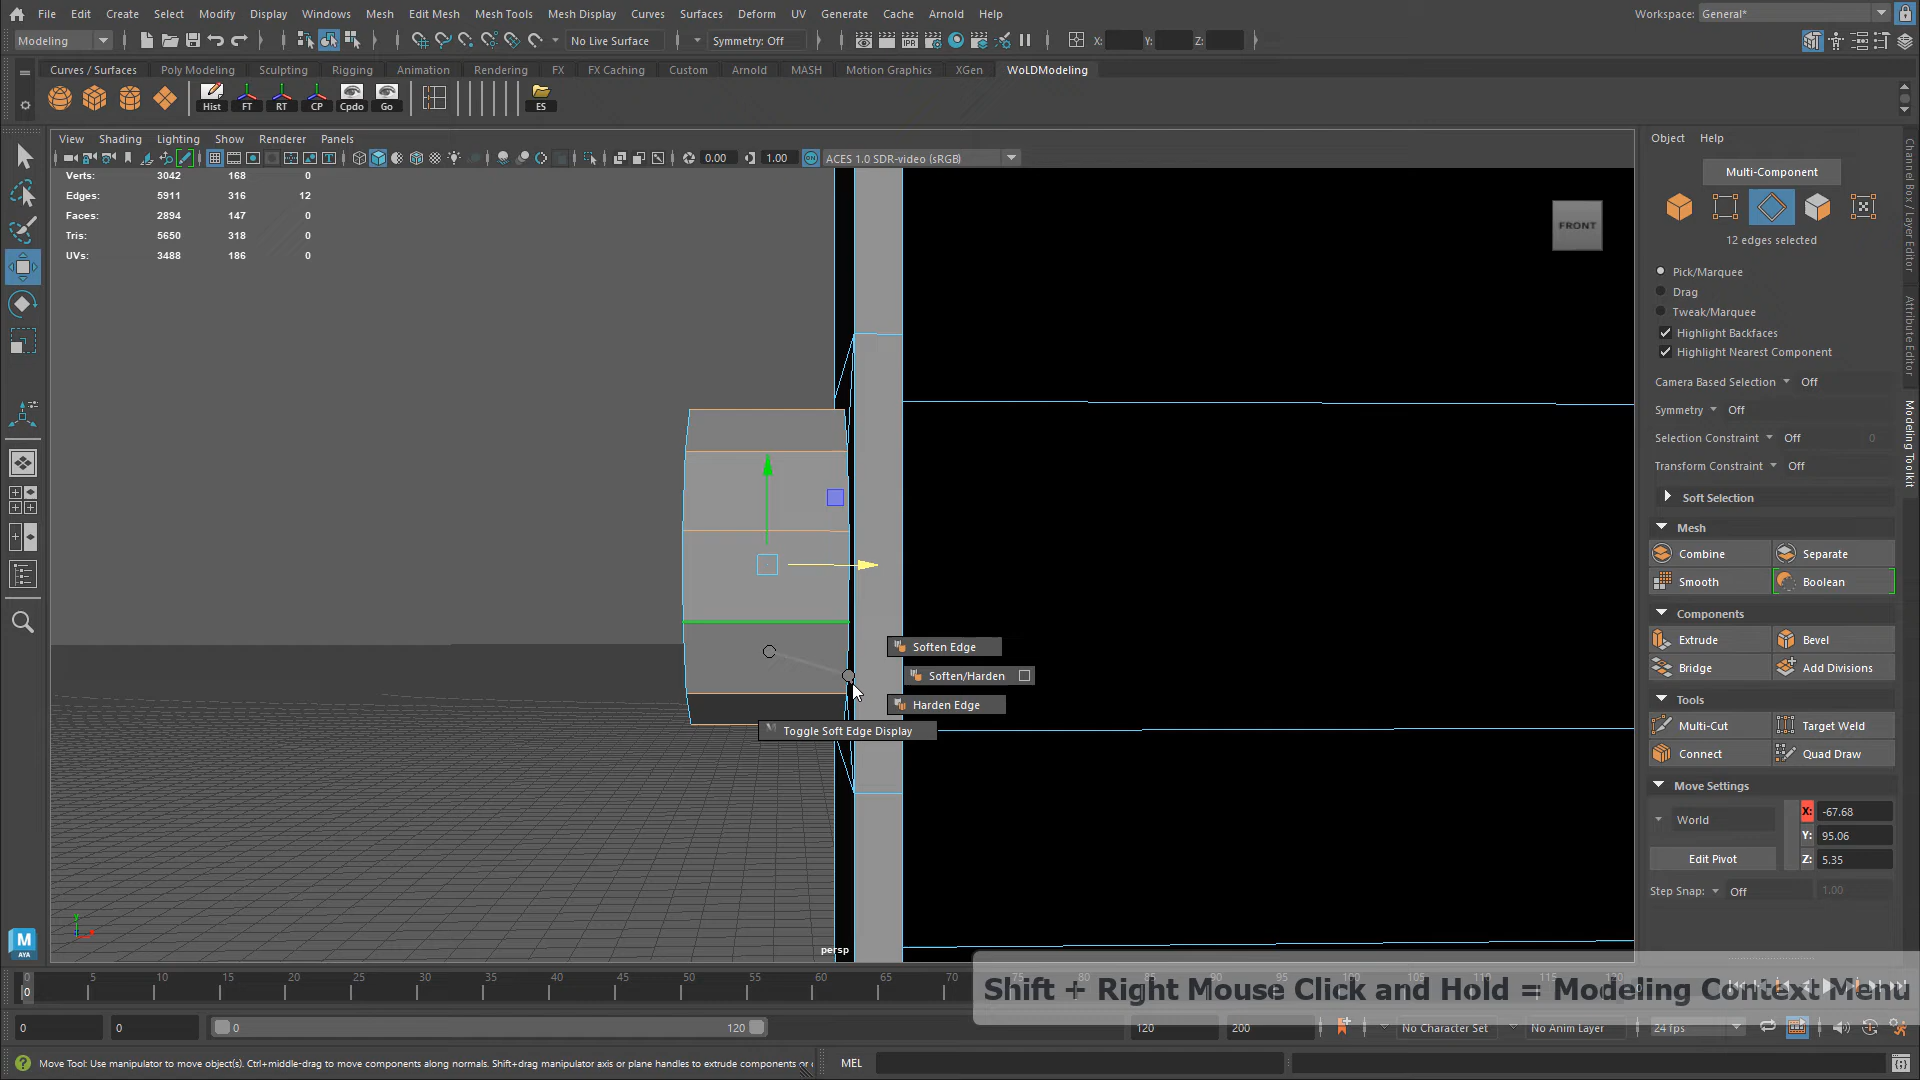 File Edit Create Select Modify Display Windows Mesh Edit Mesh Mesh Tools Mesh Display Curves Surfaces Deform UV Generate Cache Arnold Help Workspace: General*
Modeling No Live Surface Symmetry: Off IPR X: Y: Z:
Curves / Surfaces Poly Modeling Sculpting Rigging Animation Rendering FX FX Caching Custom Arnold MASH Motion Graphics XGen WoLDModeling
Hist FT RT CP Cpdo Go ES
View Shading Lighting Show Renderer Panels
0.00 1.00 ON ACES 1.0 SDR-video (sRGB)
Verts: 3042 168 0
Edges: 5911 316 12
Faces: 2894 147 0
Tris: 5650 318 0
UVs: 3488 186 0
FRONT
Soften Edge
Soften/Harden
Harden Edge
Toggle Soft Edge Display
persp
y
Object Help
Multi-Component
12 edges selected
Pick/Marquee
Drag
Tweak/Marquee
Highlight Backfaces
Highlight Nearest Component
Camera Based Selection Off
Symmetry Off
Selection Constraint Off 0
Transform Constraint Off
Soft Selection
Mesh
Combine Separate
Smooth Boolean
Components
Extrude Bevel
Bridge Add Divisions
Tools
Multi-Cut Target Weld
Connect Quad Draw
Move Settings
World
X: -67.68
Y: 95.06
Edit Pivot Z: 5.35
Step Snap: Off 1.00
Channel Box / Layer Editor
Attribute Editor
Modeling Toolkit
M
AYA
0 5 10 15 20 25 30 35 40 45 50 55 60 65 70 75 80 85 90 95 100 105 110 115 120
0
Shift + Right Mouse Click and Hold = Modeling Context Menu
0 0 0 120 120 200 No Character Set No Anim Layer 24 fps
Move Tool: Use manipulator to move object(s). Ctrl+middle-drag to move components along normals. Shift+drag manipulator axis or plane handles to extrude components or
MEL